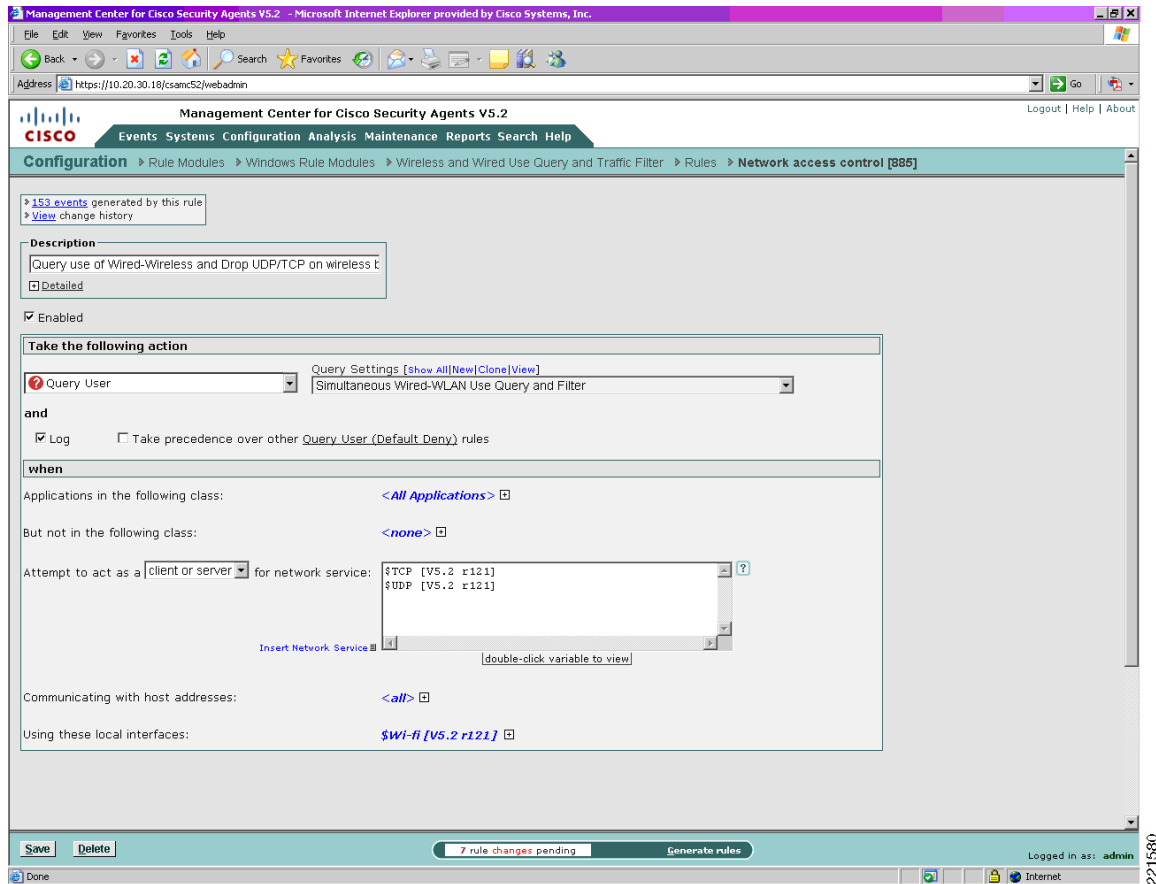 Management Center for Cisco Security Agents V5.2 - Microsoft Internet Explorer provided by Cisco Systems, Inc.
File Edit View Favorites Tools Help
Back Search Favorites
Address https://10.20.30.18/csamc52/webadmin Go
Management Center for Cisco Security Agents V5.2 Logout | Help | About
CISCO Events Systems Configuration Analysis Maintenance Reports Search Help
Configuration Rule Modules Windows Rule Modules Wireless and Wired Use Query and Traffic Filter Rules Network access control [885]
153 events generated by this rule
View change history
Description
Query use of Wired-Wireless and Drop UDP/TCP on wireless b
Detailed
Enabled
Take the following action
Query Settings [Show All|New|Clone|View]
Query User Simultaneous Wired-WLAN Use Query and Filter
and
Log Take precedence over other Query User (Default Deny) rules
when
Applications in the following class: <All Applications>
But not in the following class: <none>
Attempt to act as a client or server for network service: $TCP [V5.2 r121]
$UDP [V5.2 r121]
Insert Network Service
double-click variable to view
Communicating with host addresses: <all>
Using these local interfaces: $Wi-fi [V5.2 r121]
Save Delete 7 rule changes pending Generate rules Logged in as: admin
Done Internet
221580